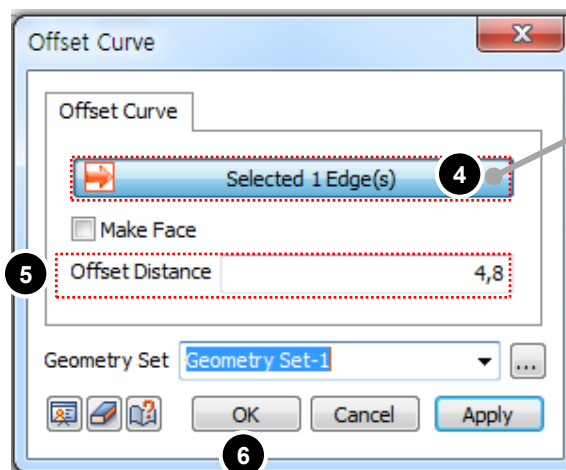 Offset Curve
Offset Curve
Selected 1 Edge(s)
4
Make Face
5
Offset Distance 4,8
Geometry Set Geometry Set-1 ...
OK Cancel Apply
6